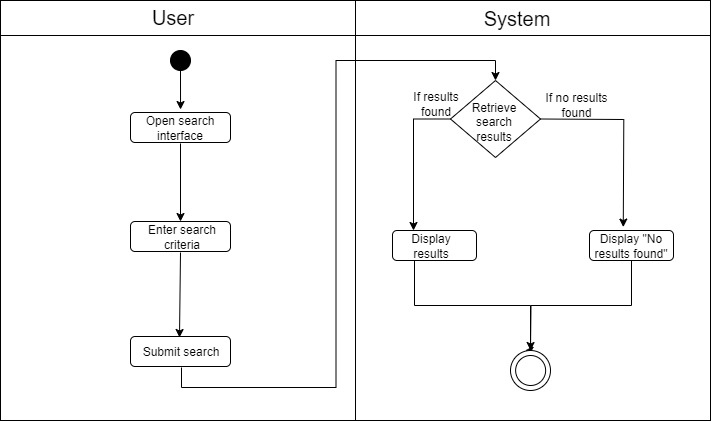 User
System
Open search
interface
Enter search
criteria
Submit search
If results
found
Retrieve
search
results
If no results
found
Display
results
Display "No
results found"